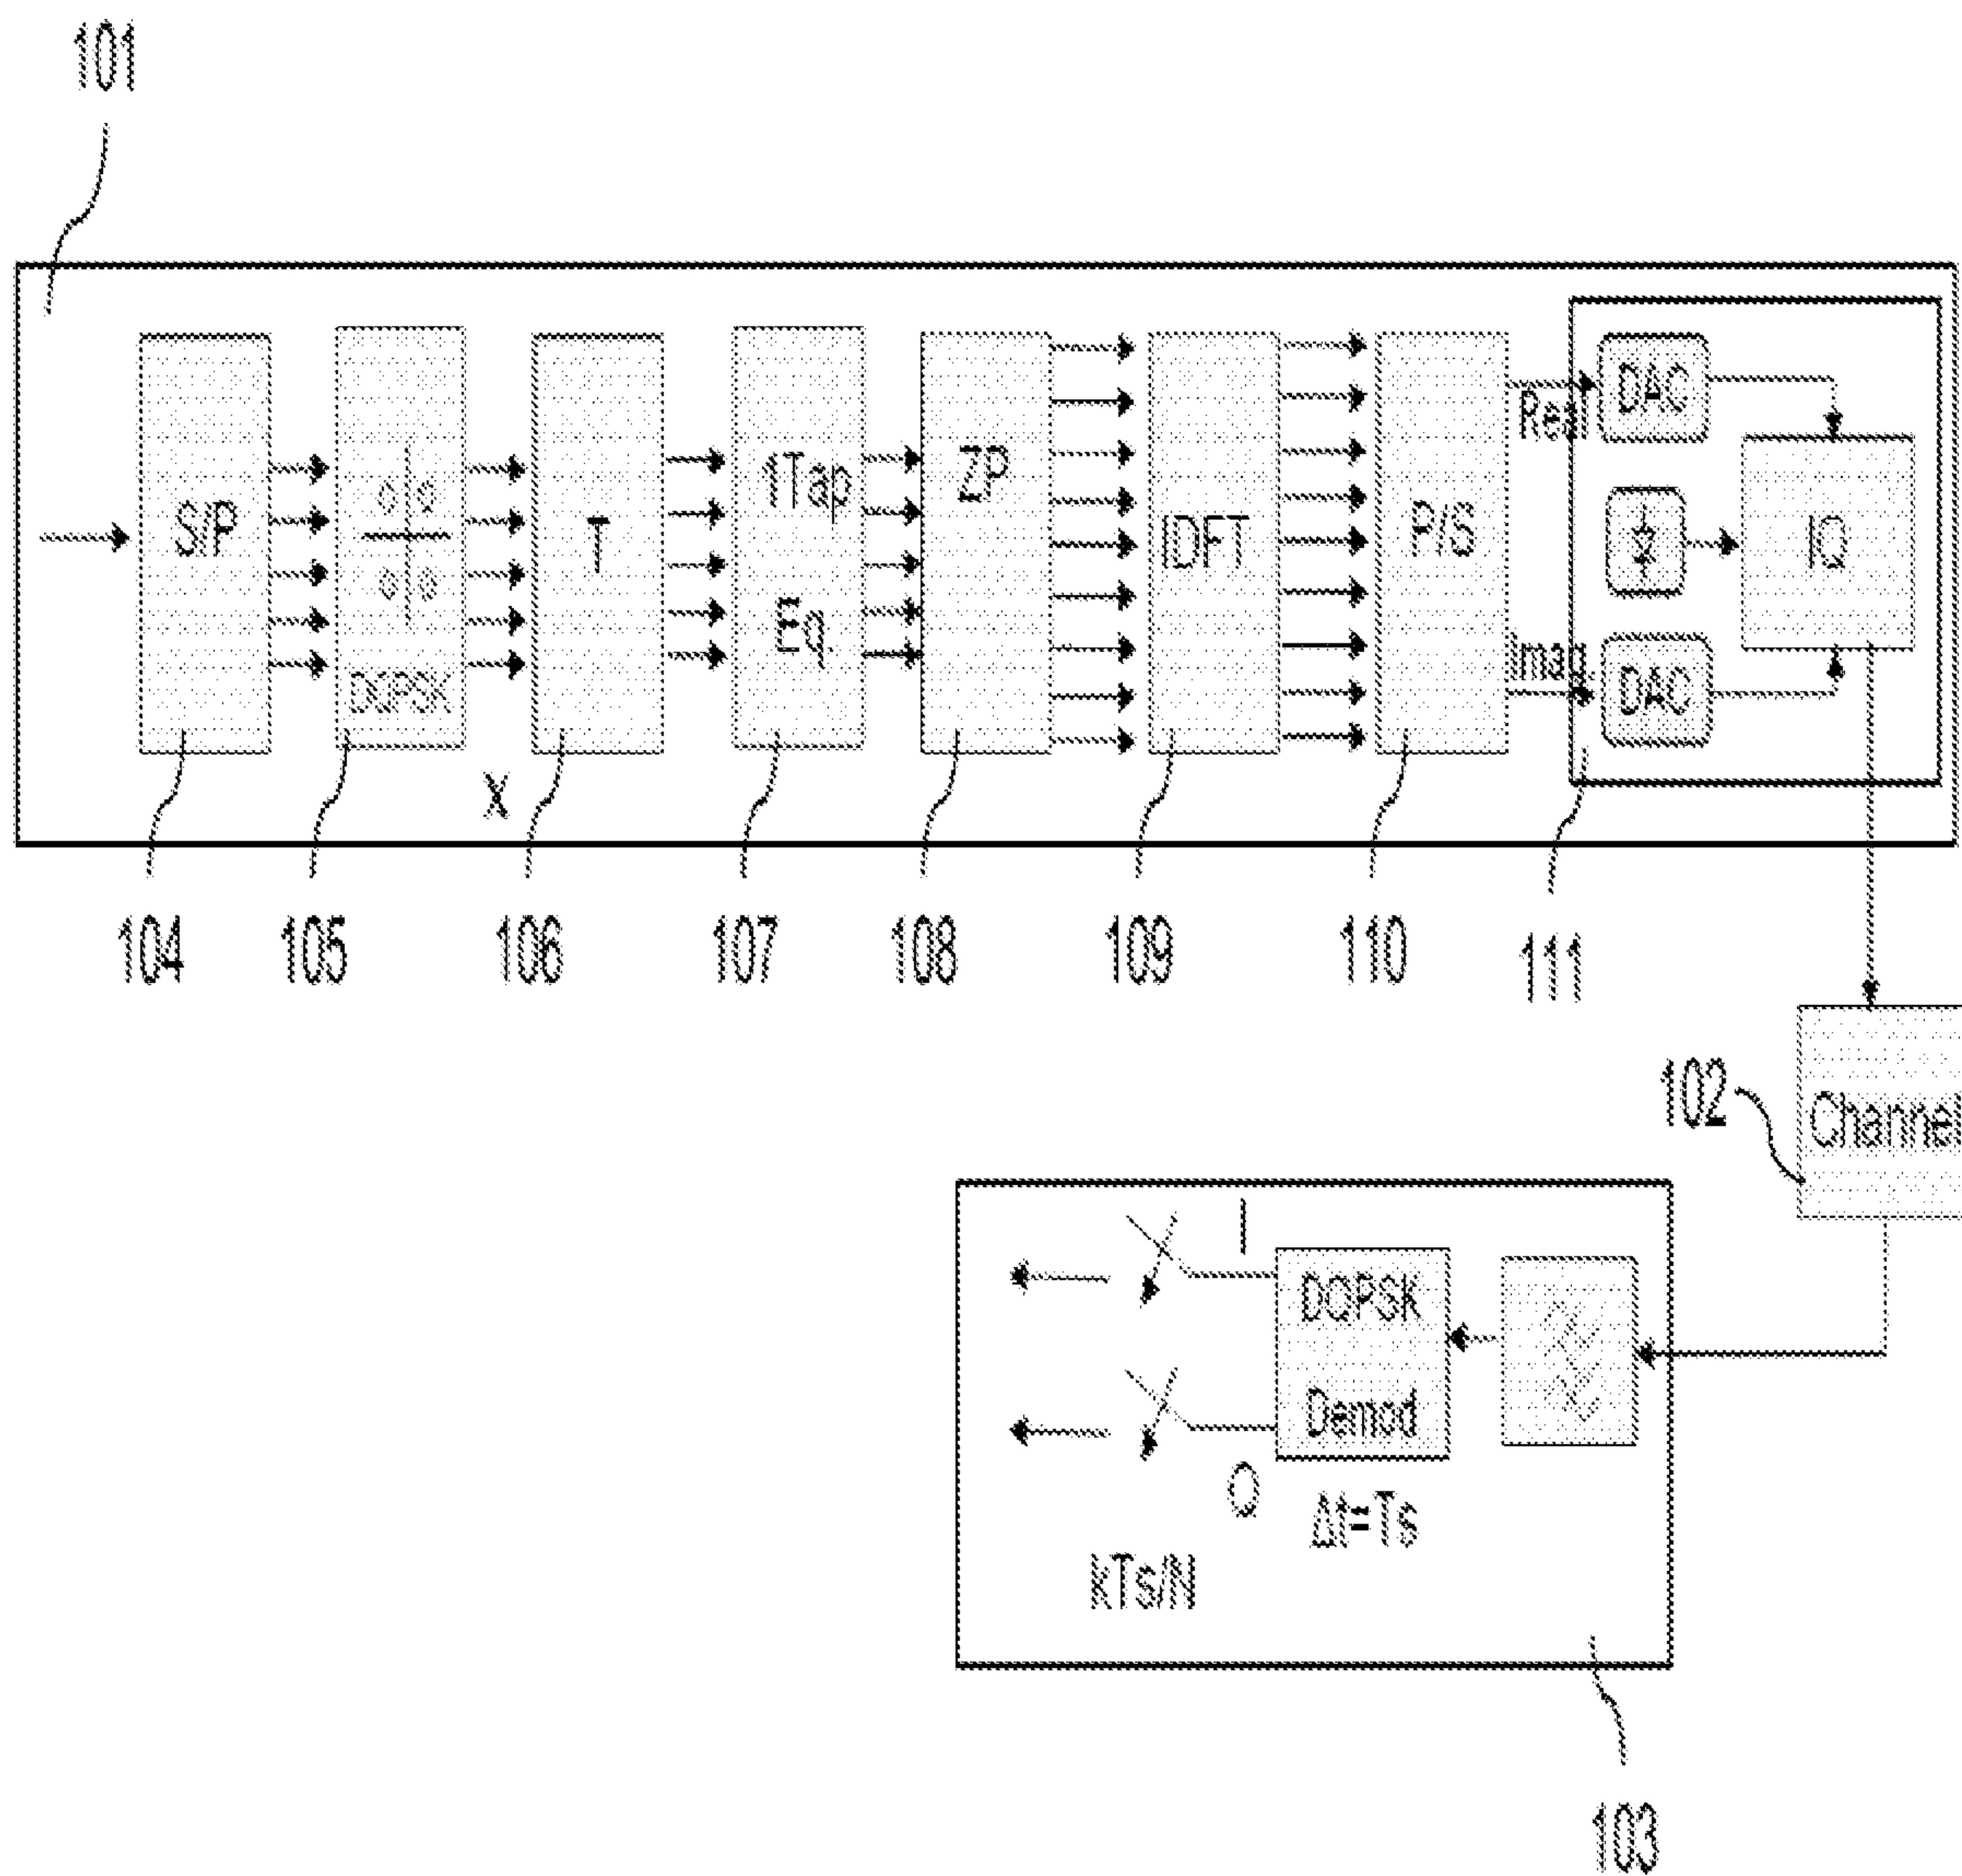 101
S/P
DQPSK
T
1Tap
Eq.
ZP
IDFT
P/S
Real
Imag.
DAC
DAC
IQ
X
104
105
106
107
108
109
110
111
102
Channel
I
Q
DQPSK
Demod
Δt=Ts
kTs/N
103